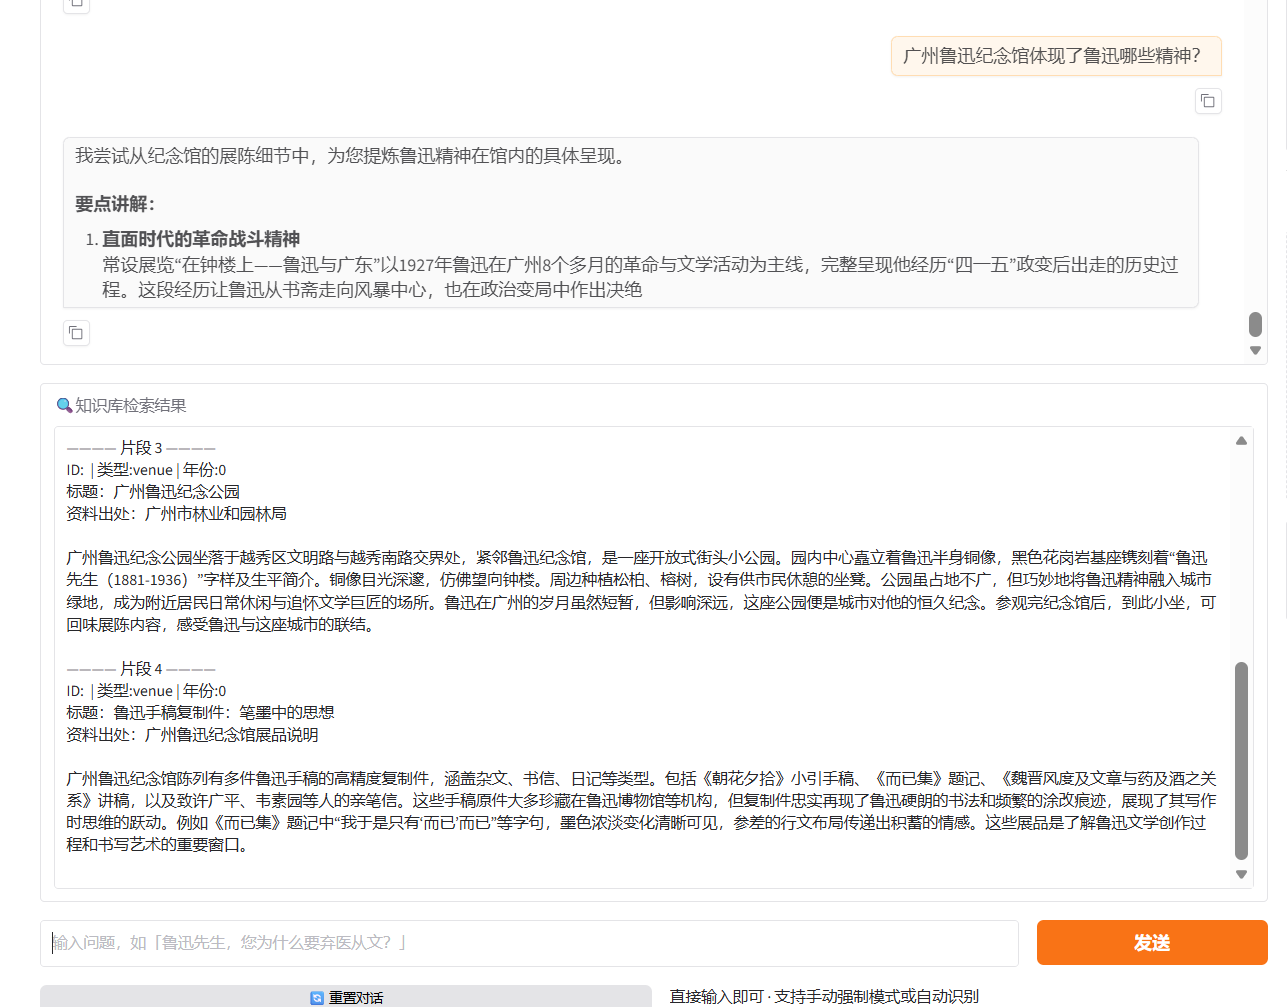 广州鲁迅纪念馆体现了鲁迅哪些精神？
我尝试从纪念馆的展陈细节中，为您提炼鲁迅精神在馆内的具体呈现。
要点讲解：
1. 直面时代的革命战斗精神
常设展览“在钟楼上——鲁迅与广东”以1927年鲁迅在广州8个多月的革命与文学活动为主线，完整呈现他经历“四一五”政变后出走的历史过
程。这段经历让鲁迅从书斋走向风暴中心，也在政治变局中作出决绝
🔍知识库检索结果
———— 片段 3 ————
ID: | 类型:venue | 年份:0
标题：广州鲁迅纪念公园
资料出处：广州市林业和园林局
广州鲁迅纪念公园坐落于越秀区文明路与越秀南路交界处，紧邻鲁迅纪念馆，是一座开放式街头小公园。园内中心矗立着鲁迅半身铜像，黑色花岗岩基座镌刻着“鲁迅
先生（1881-1936）”字样及生平简介。铜像目光深邃，仿佛望向钟楼。周边种植松柏、榕树，设有供市民休憩的坐凳。公园虽占地不广，但巧妙地将鲁迅精神融入城市
绿地，成为附近居民日常休闲与追怀文学巨匠的场所。鲁迅在广州的岁月虽然短暂，但影响深远，这座公园便是城市对他的恒久纪念。参观完纪念馆后，到此小坐，可
回味展陈内容，感受鲁迅与这座城市的联结。
———— 片段 4 ————
ID: | 类型:venue | 年份:0
标题：鲁迅手稿复制件：笔墨中的思想
资料出处：广州鲁迅纪念馆展品说明
广州鲁迅纪念馆陈列有多件鲁迅手稿的高精度复制件，涵盖杂文、书信、日记等类型。包括《朝花夕拾》小引手稿、《而已集》题记、《魏晋风度及文章与药及酒之关
系》讲稿，以及致许广平、韦素园等人的亲笔信。这些手稿原件大多珍藏在鲁迅博物馆等机构，但复制件忠实再现了鲁迅硬朗的书法和频繁的涂改痕迹，展现了其写作
时思维的跃动。例如《而已集》题记中“我于是只有‘而已’而已”等字句，墨色浓淡变化清晰可见，参差的行文布局传递出积蓄的情感。这些展品是了解鲁迅文学创作过
程和书写艺术的重要窗口。
输入问题，如「鲁迅先生，您为什么要弃医从文？」
发送
🔄 重置对话
直接输入即可 · 支持手动强制模式或自动识别